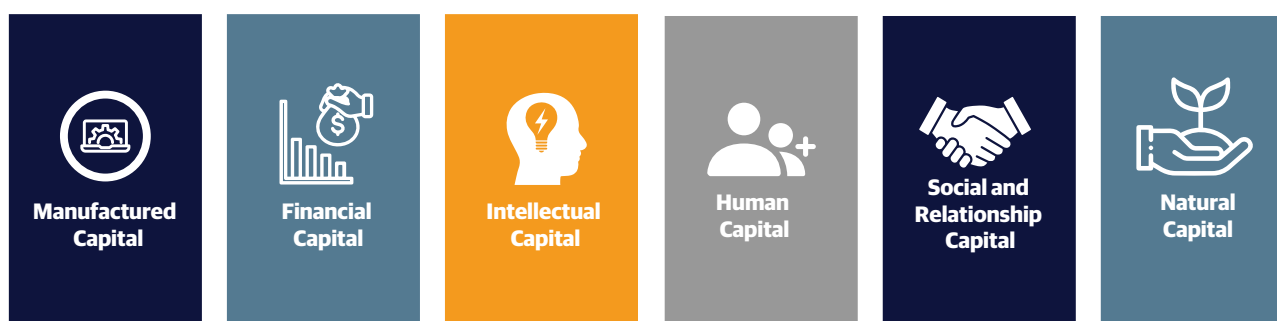 Manufactured
Capital
Financial
Capital
$
Intellectual
Capital
Human
Capital
Social and
Relationship
Capital
Natural
Capital